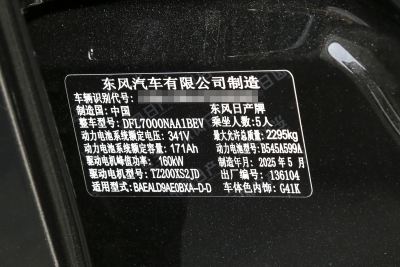 东风汽车有限公司制造
车辆识别代号:
制造国：中国 东风日产牌
整车型号：DFL7000NAA1BEV 乘坐人数：5人
动力电池系统额定电压：341V 最大允许总质量：2295kg
动力电池系统额定容量：171Ah 动力电池型号：B545A599A
驱动电机峰值功率：160kW 制造年月：2025年5月
驱动电机型号：TZ200XS2JD 出厂编号：136104
适用型式：BAEALD9AE0BXA-D-D 车体色内饰：G41K